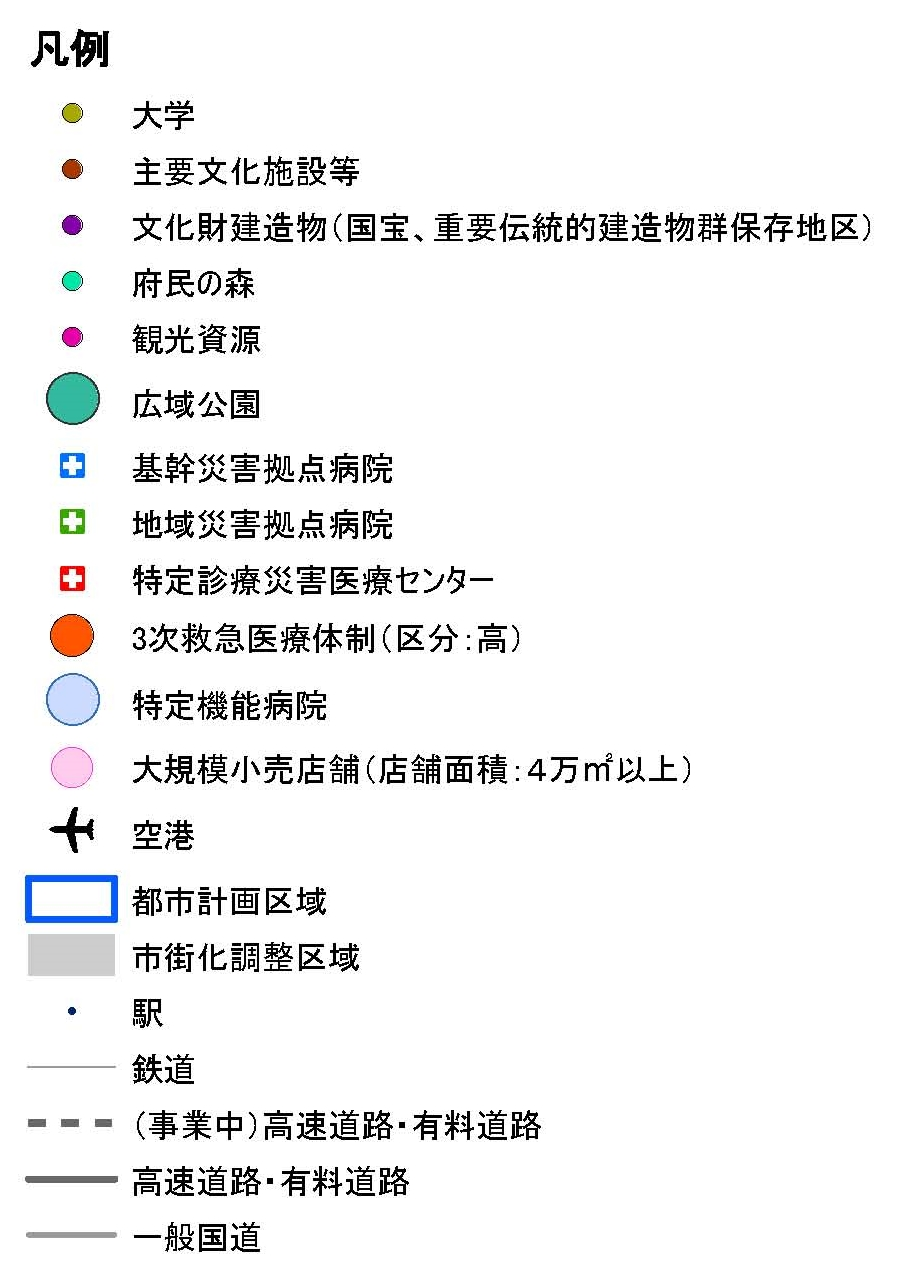 凡例
大学
主要文化施設等
文化財建造物（国宝、重要伝統的建造物群保存地区）
府民の森
観光資源
広域公園
基幹災害拠点病院
地域災害拠点病院
特定診療災害医療センター
3次救急医療体制（区分：高）
特定機能病院
大規模小売店舗（店舗面積：４万㎡以上）
空港
都市計画区域
市街化調整区域
駅
鉄道
（事業中）高速道路・有料道路
高速道路・有料道路
一般国道